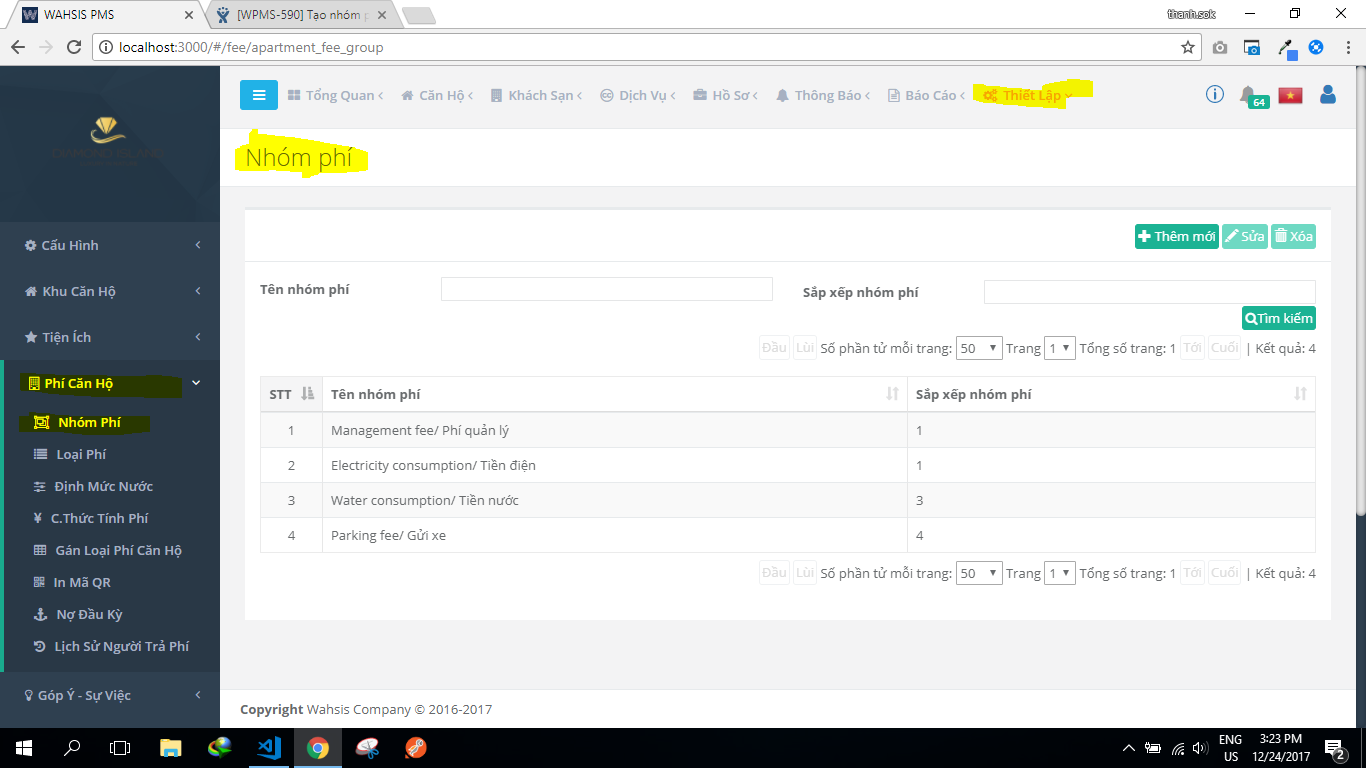 WAHSIS PMS
[WPMS-590] Tạo nhóm p
thanh.sok
localhost:3000/#/fee/apartment_fee_group
Tổng Quan
Căn Hộ
Khách Sạn
Dịch Vụ
Hồ Sơ
Thông Báo
Báo Cáo
Thiết Lập
64
DIAMOND ISLAND
Nhóm phí
Cấu Hình
Khu Căn Hộ
Tiện Ích
Phí Căn Hộ
Nhóm Phí
Loại Phí
Định Mức Nước
C.Thức Tính Phí
Gán Loại Phí Căn Hộ
In Mã QR
Nợ Đầu Kỳ
Lịch Sử Người Trả Phí
Góp Ý - Sự Việc
Thêm mới Sửa Xóa
Tên nhóm phí
Sắp xếp nhóm phí
Tìm kiếm
Đầu Lùi Số phần tử mỗi trang: 50 Trang 1 Tổng số trang: 1 Tới Cuối | Kết quả: 4
STT Tên nhóm phí Sắp xếp nhóm phí
1 Management fee/ Phí quản lý 1
2 Electricity consumption/ Tiền điện 1
3 Water consumption/ Tiền nước 3
4 Parking fee/ Gửi xe 4
Đầu Lùi Số phần tử mỗi trang: 50 Trang 1 Tổng số trang: 1 Tới Cuối | Kết quả: 4
Copyright Wahsis Company © 2016-2017
ENG
US
3:23 PM
12/24/2017
2